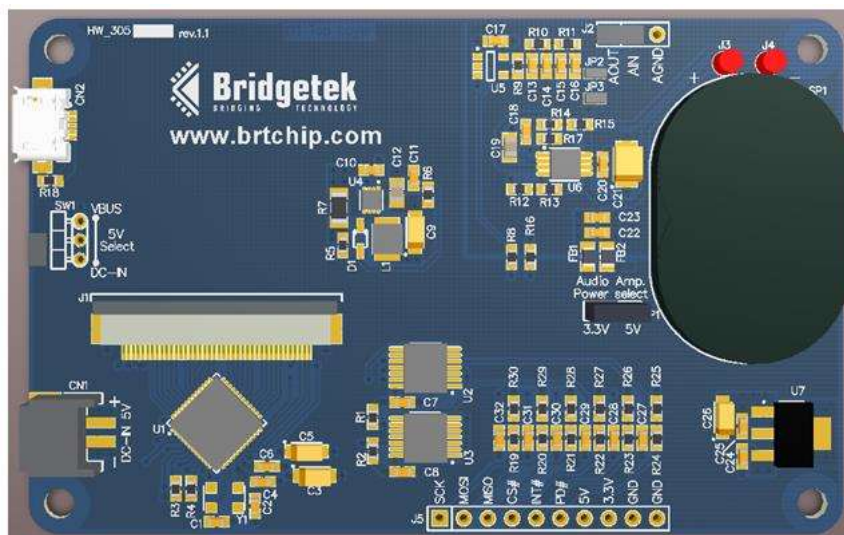 HW_305 rev.1.1
Bridgetek
BRIDGING TECHNOLOGY
www.brtchip.com
CN2
R18
SW1
VBUS
5V
Select
DC-IN
J1
CN1
+
5V
DC-IN
-
U1
R3
R4
C1
Y1
C2
C4
C6
C5
C3
C10
U4
C12
C11
R6
R7
R5
D1
L1
C9
C17
R10
R11
U5
R9
C13
C14
C15
C16
JP2
JP3
J2
AOUT
AIN
AGND
J3
J4
+
-
SP1
C18
C19
R14
R15
R17
U6
R12
R13
C20
C21
R8
R16
C23
C22
FB1
FB2
Audio Amp.
Power select
3.3V 5V
P1
U2
C7
R1
R2
U3
C8
R30
R29
R28
R27
R26
R25
C32
C31
C30
C29
C28
C27
R19
R20
R21
R22
R23
R24
C26
C25
C24
U7
J5
SCK
MOSI
MISO
CS#
INT#
PD#
5V
3.3V
GND
GND